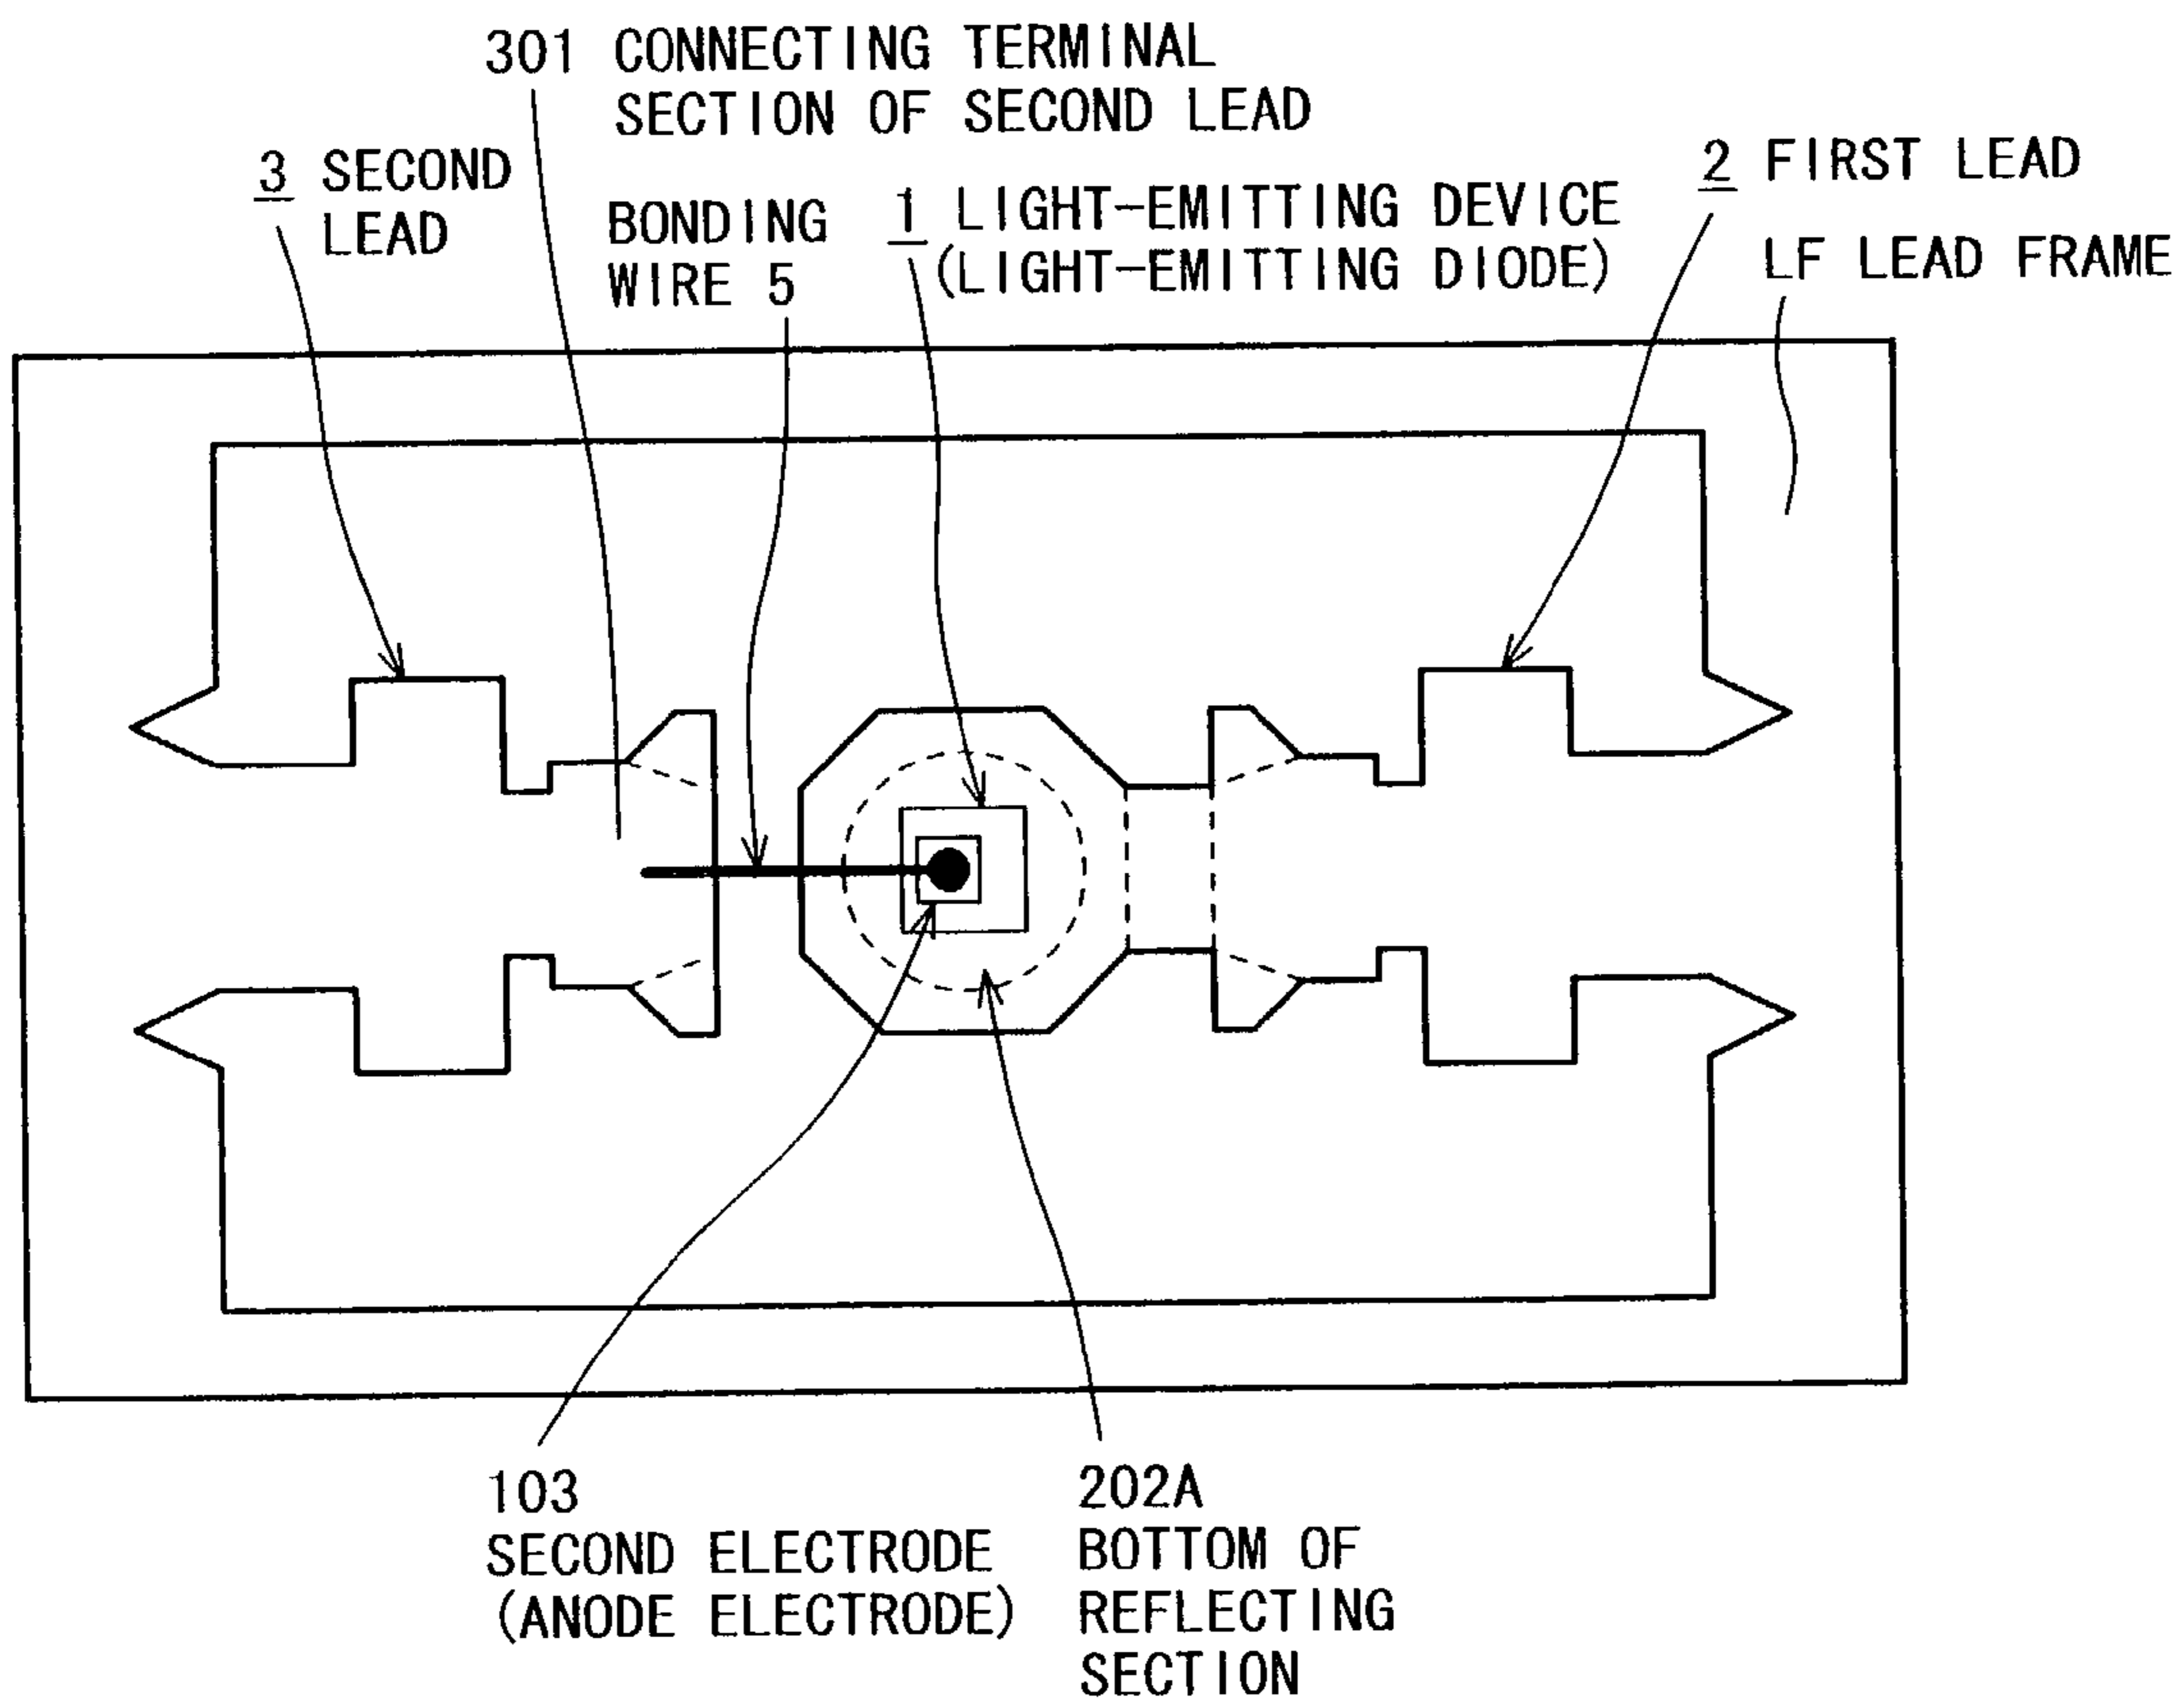 301 CONNECTING TERMINAL
SECTION OF SECOND LEAD
3 SECOND
LEAD
BONDING
WIRE 5
1 LIGHT-EMITTING DEVICE
(LIGHT-EMITTING DIODE)
2 FIRST LEAD
LF LEAD FRAME
103
SECOND ELECTRODE
(ANODE ELECTRODE)
202A
BOTTOM OF
REFLECTING
SECTION